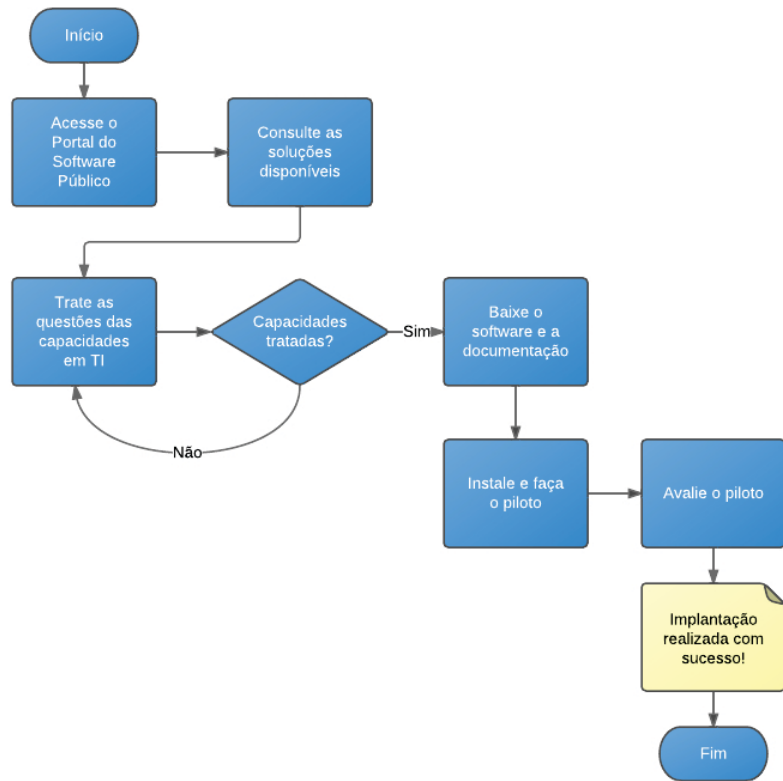 Início
Acesse o
Portal do
Software
Público
Consulte as
soluções
disponíveis
Trate as
questões das
capacidades
em TI
Capacidades
tratadas?
Sim
Baixe o
software e a
documentação
Não
Instale e faça
o piloto
Avalie o piloto
Implantação
realizada com
sucesso!
Fim